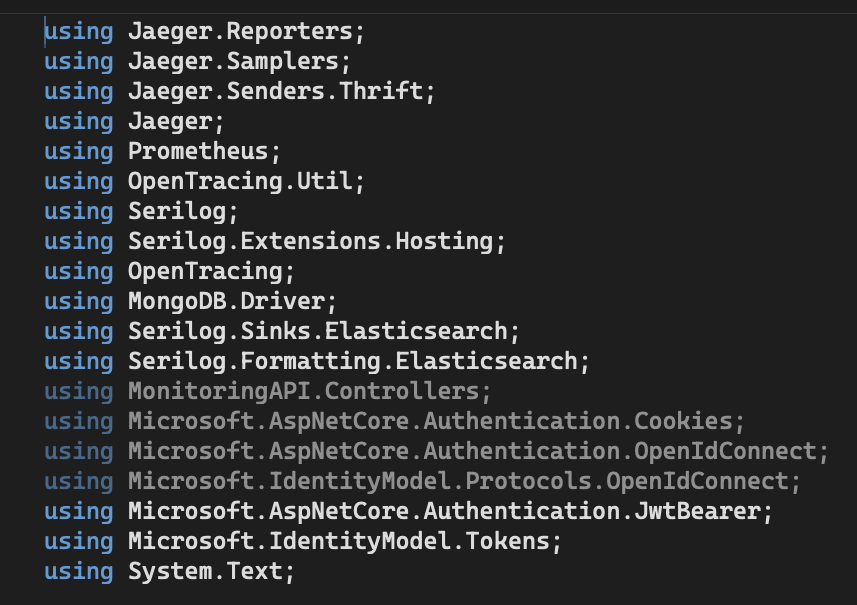 using Jaeger.Reporters;
using Jaeger.Samplers;
using Jaeger.Senders.Thrift;
using Jaeger;
using Prometheus;
using OpenTracing.Util;
using Serilog;
using Serilog.Extensions.Hosting;
using OpenTracing;
using MongoDB.Driver;
using Serilog.Sinks.Elasticsearch;
using Serilog.Formatting.Elasticsearch;
using MonitoringAPI.Controllers;
using Microsoft.AspNetCore.Authentication.Cookies;
using Microsoft.AspNetCore.Authentication.OpenIdConnect;
using Microsoft.IdentityModel.Protocols.OpenIdConnect;
using Microsoft.AspNetCore.Authentication.JwtBearer;
using Microsoft.IdentityModel.Tokens;
using System.Text;